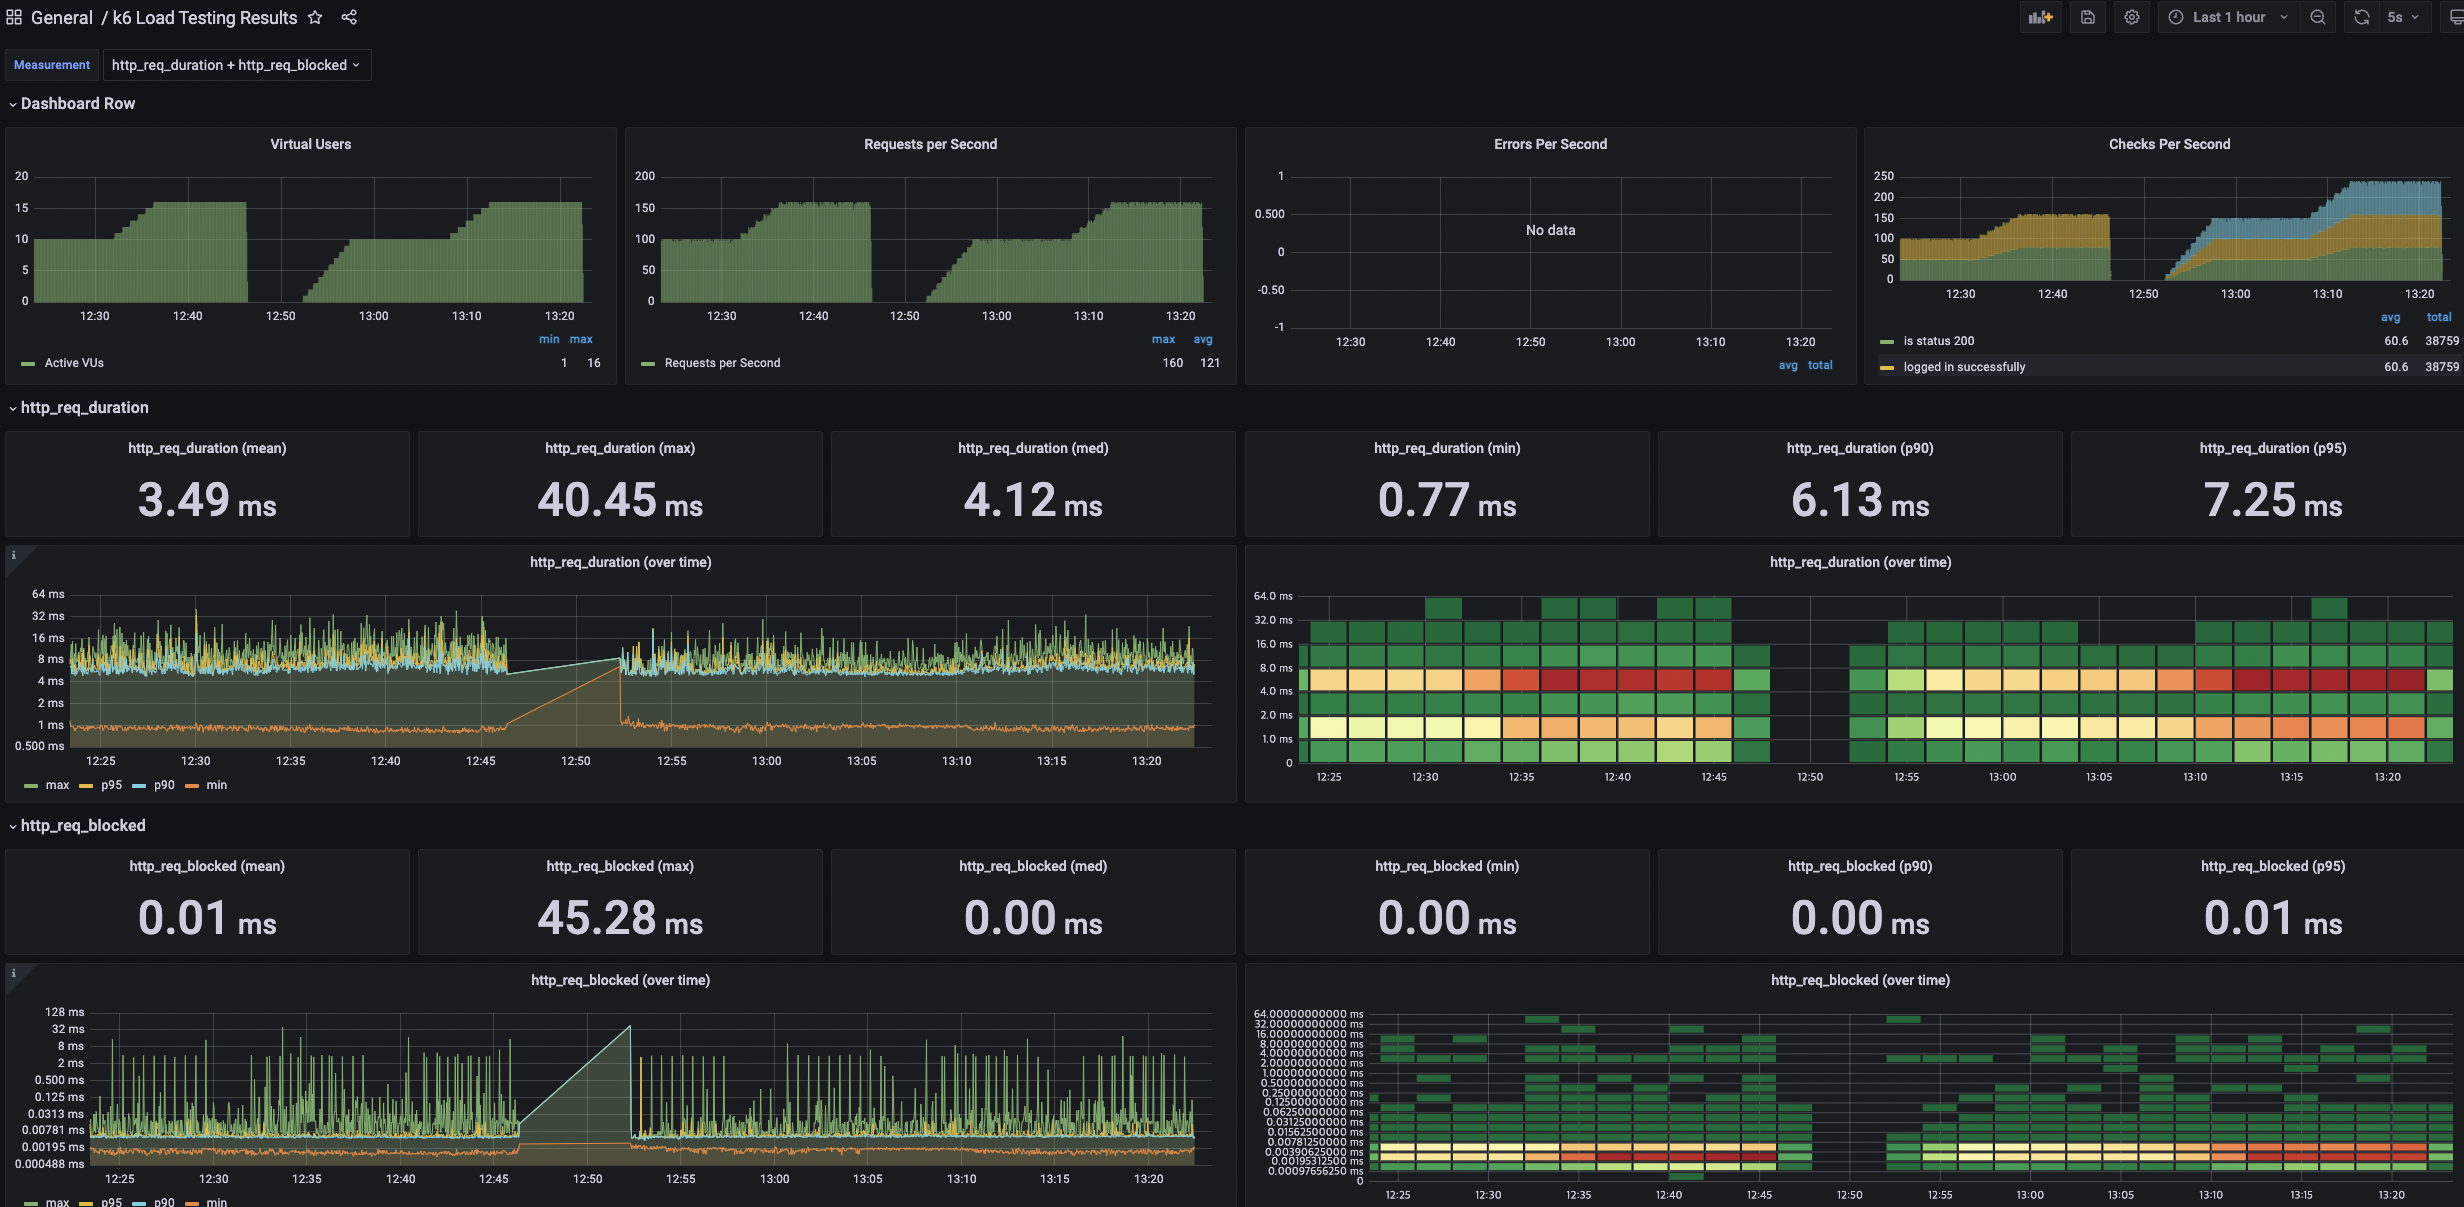 General / k6 Load Testing Results
Last 1 hour
5s
Measurement
http_req_duration + http_req_blocked
Dashboard Row
Virtual Users
20
15
10
5
0
12:30 12:40 12:50 13:00 13:10 13:20
min max
Active VUs 1 16
Requests per Second
200
150
100
50
0
12:30 12:40 12:50 13:00 13:10 13:20
max avg
Requests per Second 160 121
Errors Per Second
1
0.500
0
-0.50
-1
No data
12:30 12:40 12:50 13:00 13:10 13:20
avg total
Checks Per Second
250
200
150
100
50
0
12:30 12:40 12:50 13:00 13:10 13:20
avg total
is status 200 60.6 38759
logged in successfully 60.6 38759
http_req_duration
http_req_duration (mean)
3.49 ms
http_req_duration (max)
40.45 ms
http_req_duration (med)
4.12 ms
http_req_duration (min)
0.77 ms
http_req_duration (p90)
6.13 ms
http_req_duration (p95)
7.25 ms
i
http_req_duration (over time)
64 ms
32 ms
16 ms
8 ms
4 ms
2 ms
1 ms
0.500 ms
12:25 12:30 12:35 12:40 12:45 12:50 12:55 13:00 13:05 13:10 13:15 13:20
max p95 p90 min
http_req_duration (over time)
64.0 ms
32.0 ms
16.0 ms
8.0 ms
4.0 ms
2.0 ms
1.0 ms
0
12:25 12:30 12:35 12:40 12:45 12:50 12:55 13:00 13:05 13:10 13:15 13:20
http_req_blocked
http_req_blocked (mean)
0.01 ms
http_req_blocked (max)
45.28 ms
http_req_blocked (med)
0.00 ms
http_req_blocked (min)
0.00 ms
http_req_blocked (p90)
0.00 ms
http_req_blocked (p95)
0.01 ms
i
http_req_blocked (over time)
128 ms
32 ms
8 ms
2 ms
0.500 ms
0.125 ms
0.0313 ms
0.00781 ms
0.00195 ms
0.000488 ms
12:25 12:30 12:35 12:40 12:45 12:50 12:55 13:00 13:05 13:10 13:15 13:20
max p95 p90 min
http_req_blocked (over time)
64.00000000000 ms
32.00000000000 ms
16.00000000000 ms
8.00000000000 ms
4.00000000000 ms
2.00000000000 ms
1.00000000000 ms
0.50000000000 ms
0.25000000000 ms
0.12500000000 ms
0.06250000000 ms
0.03125000000 ms
0.01562500000 ms
0.00781250000 ms
0.00390625000 ms
0.00195312500 ms
0.00097656250 ms
0
12:25 12:30 12:35 12:40 12:45 12:50 12:55 13:00 13:05 13:10 13:15 13:20